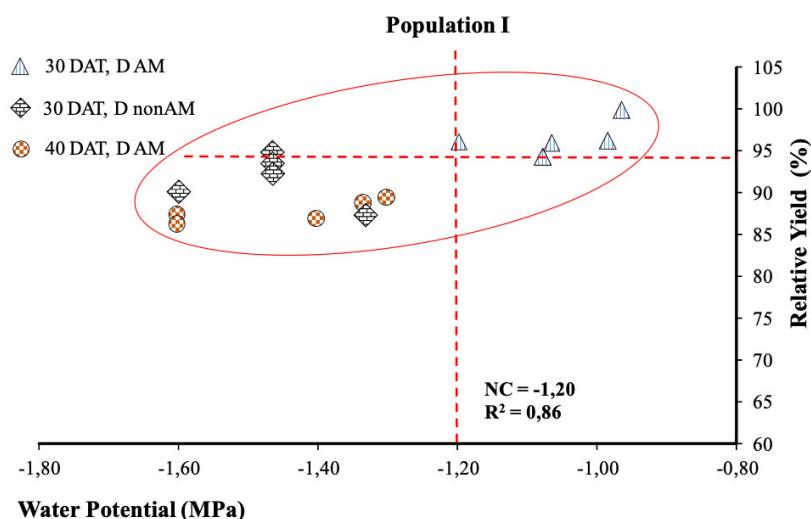 Population I
30 DAT, D AM
30 DAT, D nonAM
40 DAT, D AM
105
100
95
90
85
80
75
70
65
60
Relative Yield (%)
NC = -1,20
R² = 0,86
-1,80
-1,60
-1,40
-1,20
-1,00
-0,80
Water Potential (MPa)